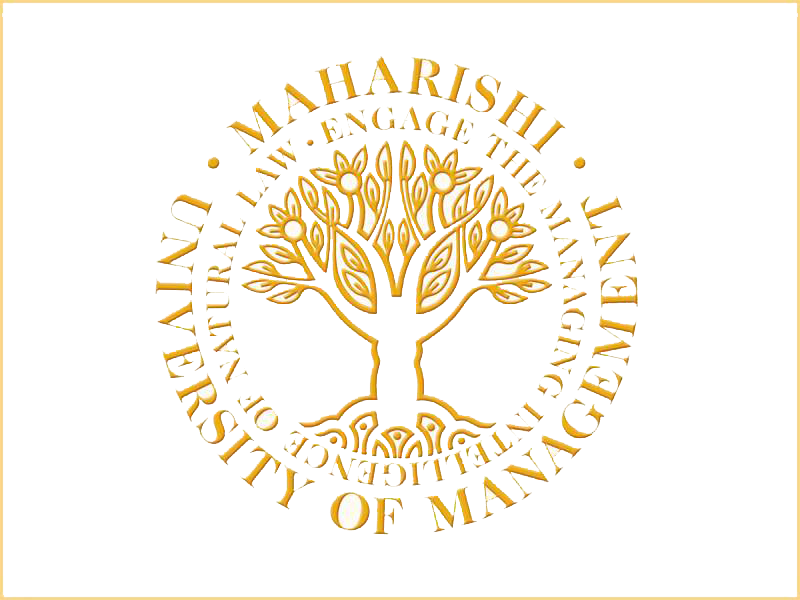 MAHARISHI
UNIVERSITY OF MANAGEMENT
ENGAGE THE MANAGING INTELLIGENCE OF NATURAL LAW